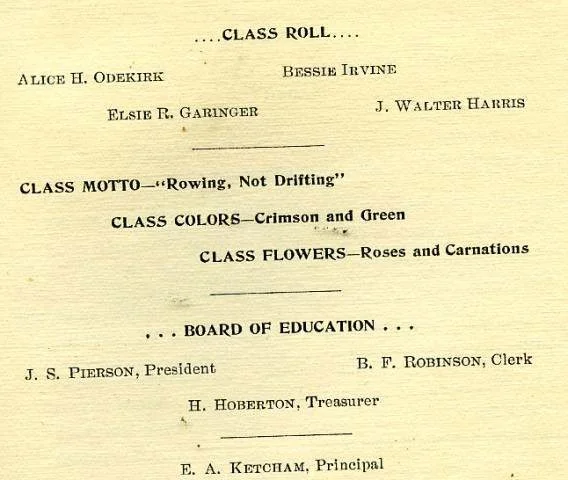 ....CLASS ROLL....
ALICE H. ODEKIRK BESSIE IRVINE
ELSIE R. GARINGER J. WALTER HARRIS
CLASS MOTTO—"Rowing, Not Drifting"
CLASS COLORS—Crimson and Green
CLASS FLOWERS—Roses and Carnations
...BOARD OF EDUCATION...
J. S. PIERSON, President B. F. ROBINSON, Clerk
H. HOBERTON, Treasurer
E. A. KETCHAM, Principal